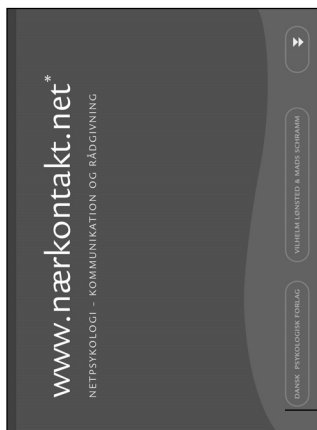 www.nærkontakt.net*
NETPSYKOLOGI – KOMMUNIKATION OG RÅDGIVNING
DANSK PSYKOLOGISK FORLAG
VILHELM LØNSTED & MADS SCHRAMM